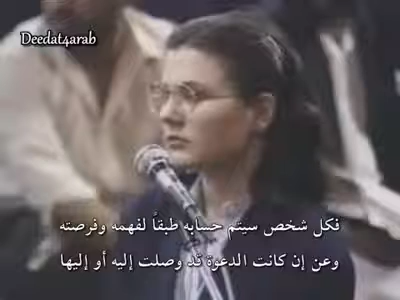 Deedat4arab
فكل شخص سيتم حسابه طبقاً لفهمه وفرصته
وعن إن كانت الدعوة قد وصلت إليه أو إليها